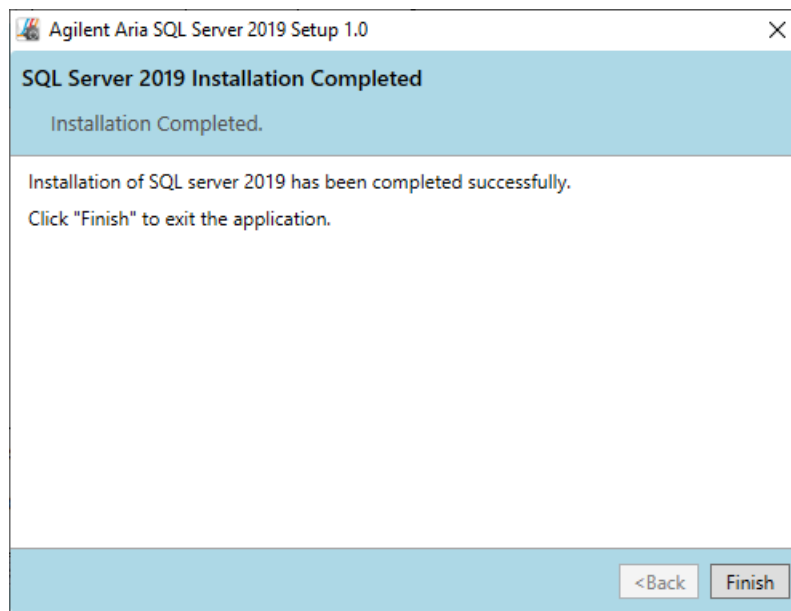 Agilent Aria SQL Server 2019 Setup 1.0
SQL Server 2019 Installation Completed
Installation Completed.
Installation of SQL server 2019 has been completed successfully.
Click "Finish" to exit the application.
<Back
Finish